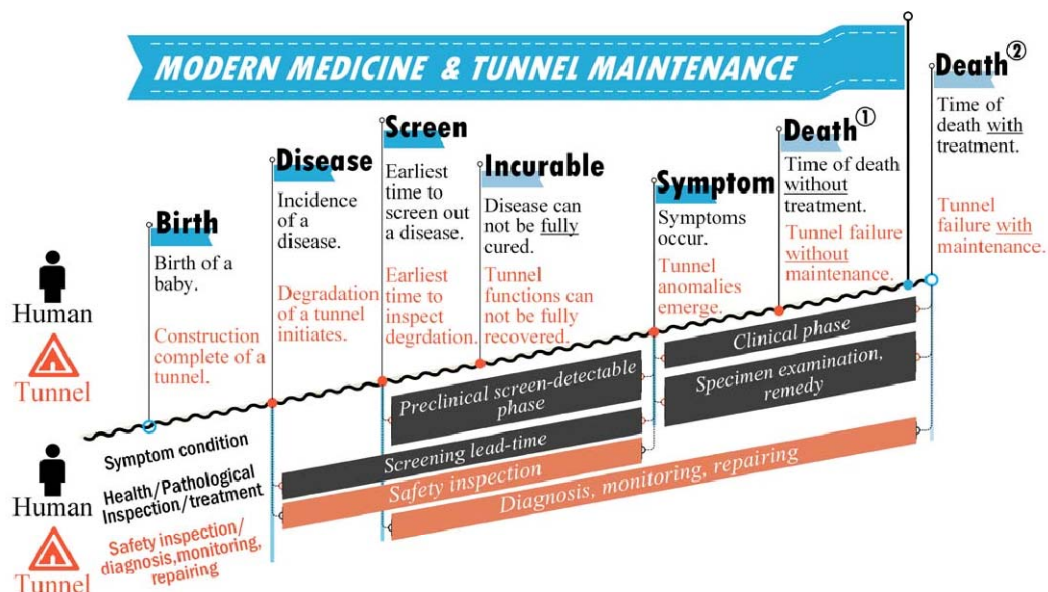 MODERN MEDICINE & TUNNEL MAINTENANCE
Birth
Birth of a
baby.
Construction
complete of a
tunnel.
Disease
Incidence
of a
disease.
Degradation
of a tunnel
initiates.
Screen
Earliest
time to
screen out
a disease.
Earliest
time to
inspect
degrdation.
Incurable
Disease can
not be fully
cured.
Tunnel
functions can
not be fully
recovered.
Symptom
Symptoms
occur.
Tunnel
anomalies
emerge.
Death①
Time of death
without
treatment.
Tunnel failure
without
maintenance.
Death②
Time of
death with
treatment.
Tunnel
failure with
maintenance.
Human
Tunnel
Human
Tunnel
Symptom condition
Health/Pathological
Inspection/treatment
Safety inspection/
diagnosis,monitoring,
repairing
Preclinical screen-detectable
phase
Clinical phase
Screening lead-time
Specimen examination,
remedy
Safety inspection
Diagnosis, monitoring, repairing